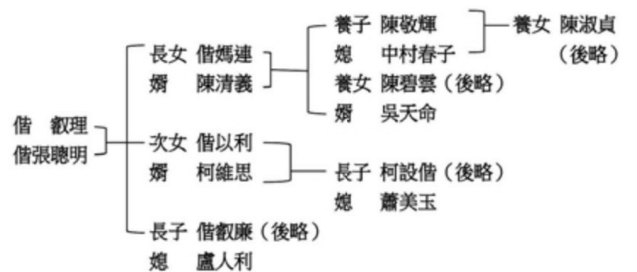 偕　叡理
偕張聰明
長女 偕媽連
婿　陳清義
次女 偕以利
婿　柯維思
長子 偕叡廉（後略）
媳　盧人利
養子 陳敬輝
媳　中村春子
養女 陳碧雲（後略）
婿　吳天命
長子 柯設偕（後略）
媳　蕭美玉
養女 陳淑貞
（後略）